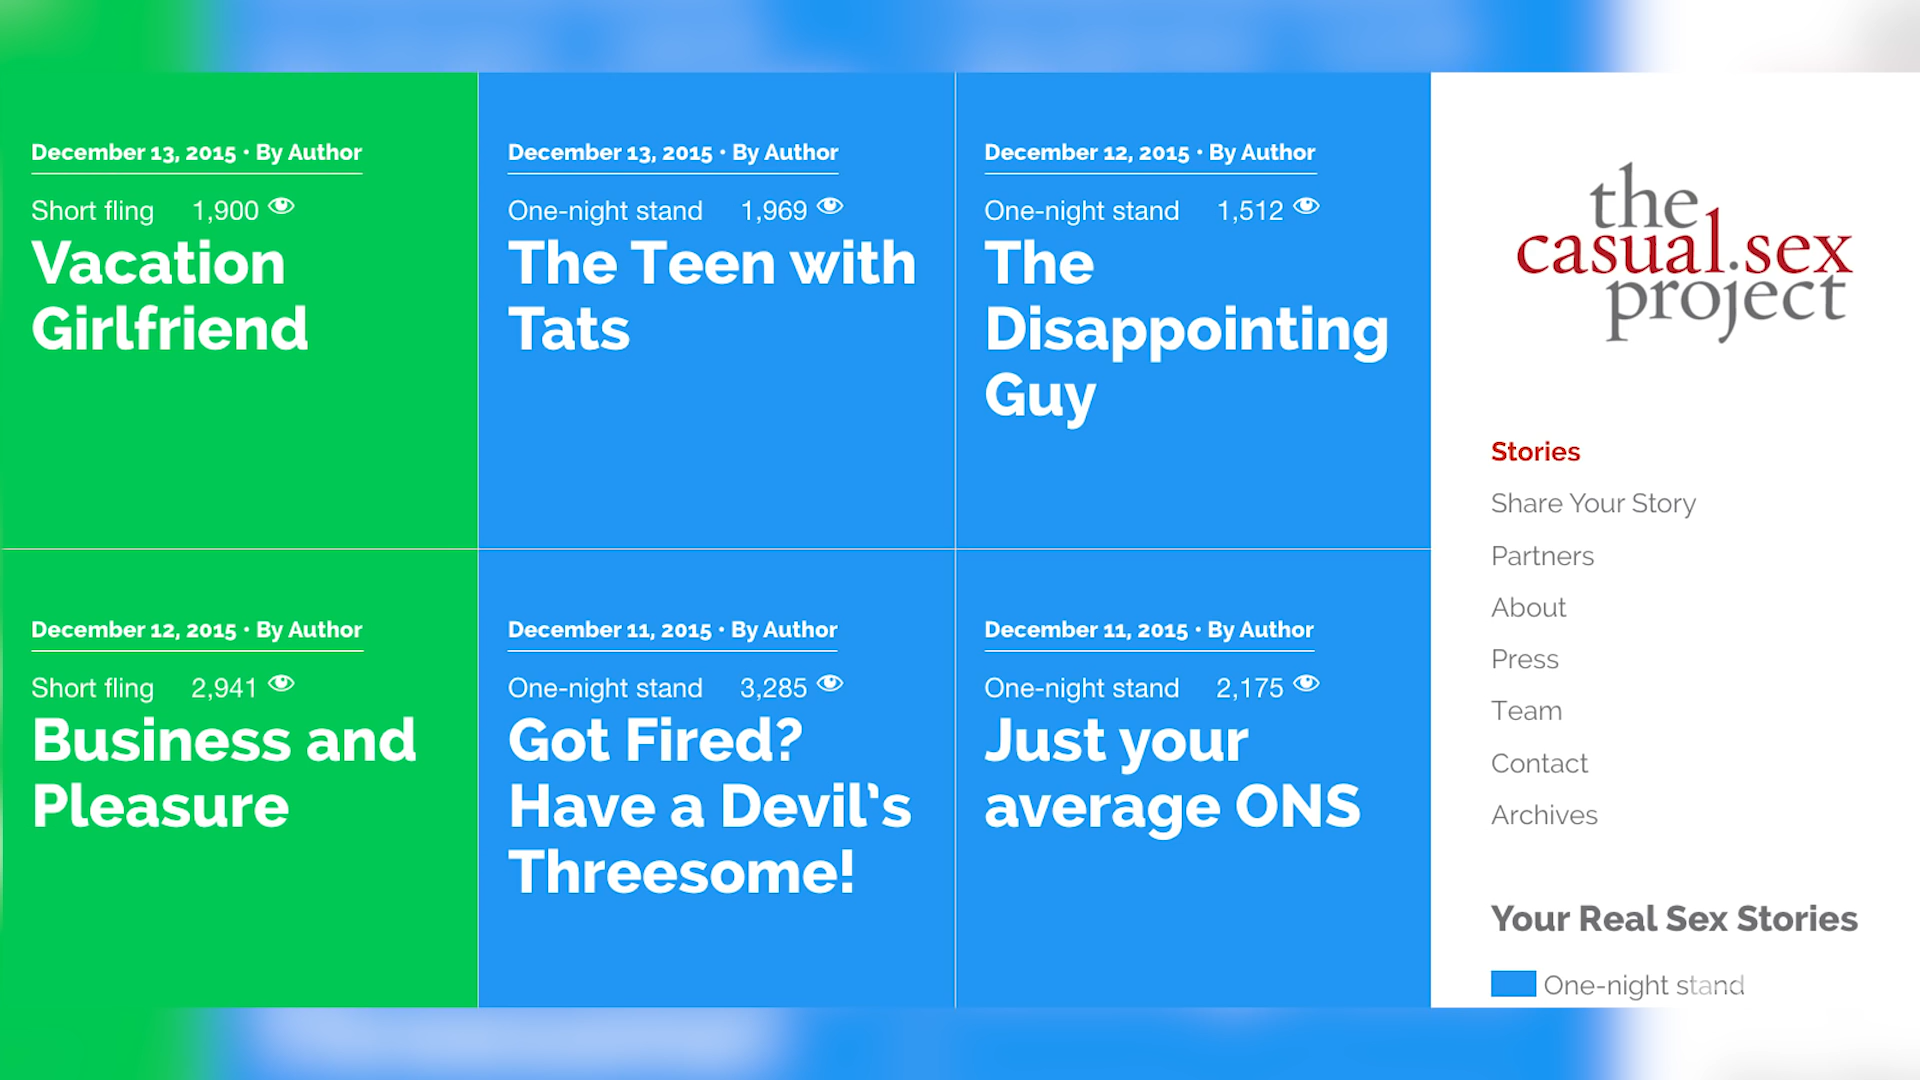 December 13, 2015 • By Author
Short fling 1,900
Vacation
Girlfriend
December 13, 2015 • By Author
One-night stand 1,969
The Teen with
Tats
December 12, 2015 • By Author
One-night stand 1,512
The
Disappointing
Guy
December 12, 2015 • By Author
Short fling 2,941
Business and
Pleasure
December 11, 2015 • By Author
One-night stand 3,285
Got Fired?
Have a Devil’s
Threesome!
December 11, 2015 • By Author
One-night stand 2,175
Just your
average ONS
the
casual.sex
project
Stories
Share Your Story
Partners
About
Press
Team
Contact
Archives
Your Real Sex Stories
One-night stand